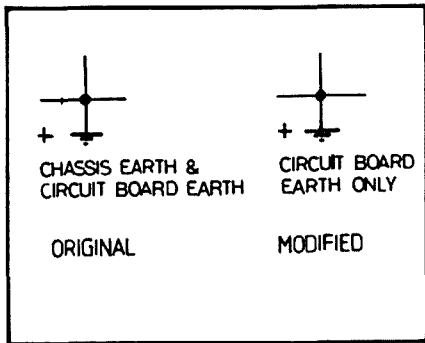 +
CHASSIS EARTH &
CIRCUIT BOARD EARTH
ORIGINAL
+
CIRCUIT BOARD
EARTH ONLY
MODIFIED